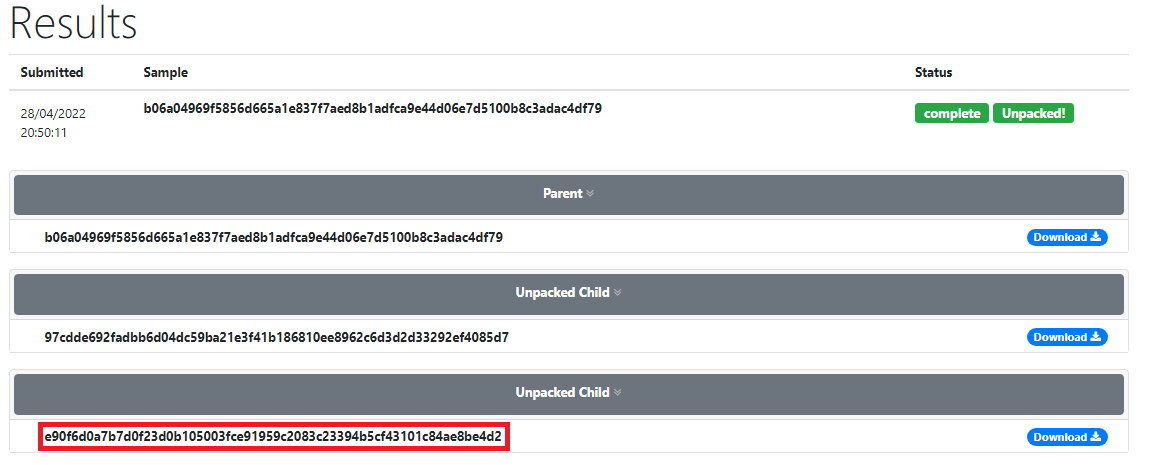 Results
Submitted Sample Status
28/04/2022
20:50:11
b06a04969f5856d665a1e837f7aed8b1adfca9e44d06e7d5100b8c3adac4df79 complete Unpacked!
Parent
b06a04969f5856d665a1e837f7aed8b1adfca9e44d06e7d5100b8c3adac4df79 Download
Unpacked Child
97cdde692fadbb6d04dc59ba21e3f41b186810ee8962c6d3d2d33292ef4085d7 Download
Unpacked Child
e90f6d0a7b7d0f23d0b105003fce91959c2083c23394b5cf43101c84ae8be4d2 Download